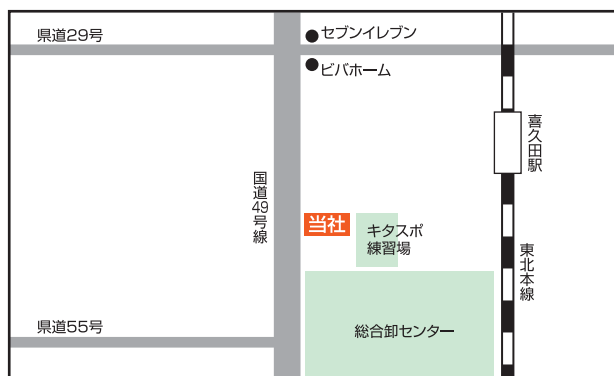 県道29号
セブンイレブン
ビバホーム
喜久田駅
国道49号線
当社
キタスポ
練習場
東北本線
県道55号
総合卸センター